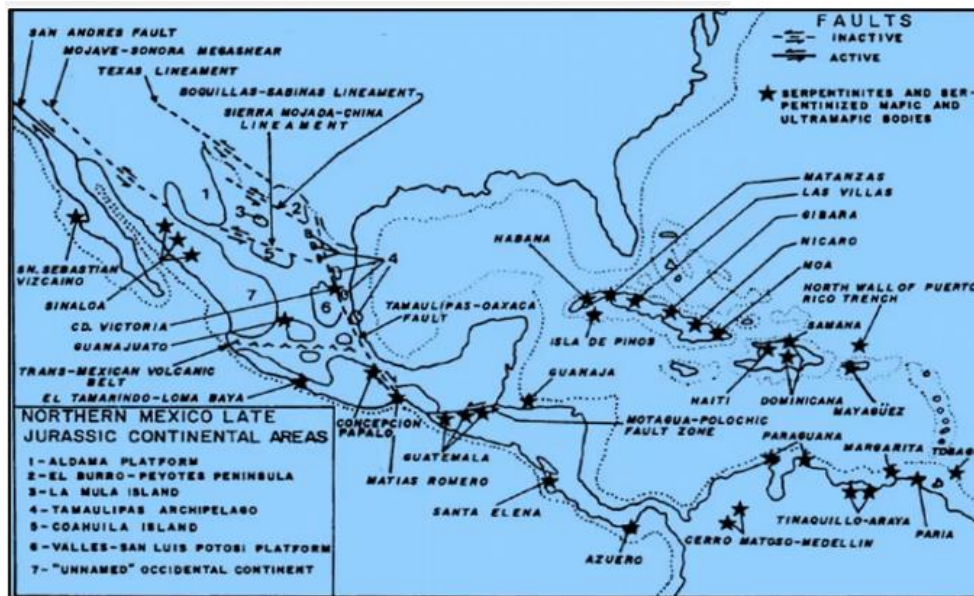 SAN ANDRES FAULT
MOJAVE-SONORA MEGASHEAR
TEXAS LINEAMENT
BOQUILLAS-SABINAS LINEAMENT
SIERRA MOJADA-CHINA
LINEAMENT
FAULTS
INACTIVE
ACTIVE
SERPENTINITES AND SER-
PENTINIZED MAFIC AND
ULTRAMAFIC BODIES
1
2
3
5
4
7
6
MATANZAS
LAS VILLAS
GIBARA
NICARO
MOA
HABANA
NORTH WALL OF PUERTO
RICO TRENCH
SAMANA
SN. SEBASTIAN
VIZCAINO
SINALOA
CD. VICTORIA
GUANAJUATO
TRANS-MEXICAN VOLCANIC
BELT
EL TAMARINDO-LOMA BAYA
TAMAULIPAS-OAXACA
FAULT
ISLA DE PINOS
GUANAJA
HAITI
DOMINICANA
MAYAGÜEZ
CONCEPCION
PAPALO
GUATEMALA
MATIAS ROMERO
MOTAGUA-POLOCHIC
FAULT ZONE
PARAGUANA
MARGARITA
TOBAG
SANTA ELENA
AZUERO
CERRO MATOSO-MEDELLIN
TINAQUILLO-ARAYA
PARIA
NORTHERN MEXICO LATE
JURASSIC CONTINENTAL AREAS
1-ALDAMA PLATFORM
2-EL BURRO-PEYOTES PENINSULA
3-LA MULA ISLAND
4-TAMAULIPAS ARCHIPELAGO
5-COAHUILA ISLAND
6-VALLES-SAN LUIS POTOSI PLATFORM
7-"UNNAMED" OCCIDENTAL CONTINENT